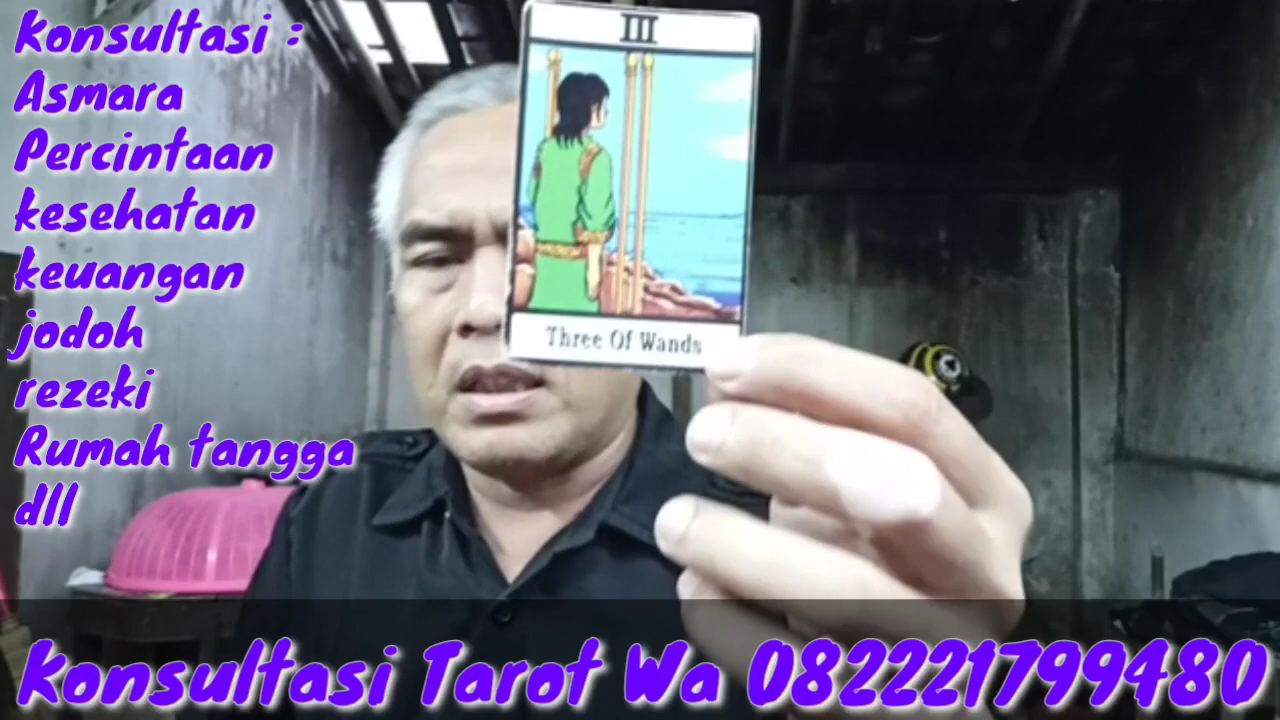 Konsultasi :
Asmara
Percintaan
kesehatan
keuangan
jodoh
rezeki
Rumah tangga
dll
III
Three Of Wands
Konsultasi Tarot Wa 082221799480